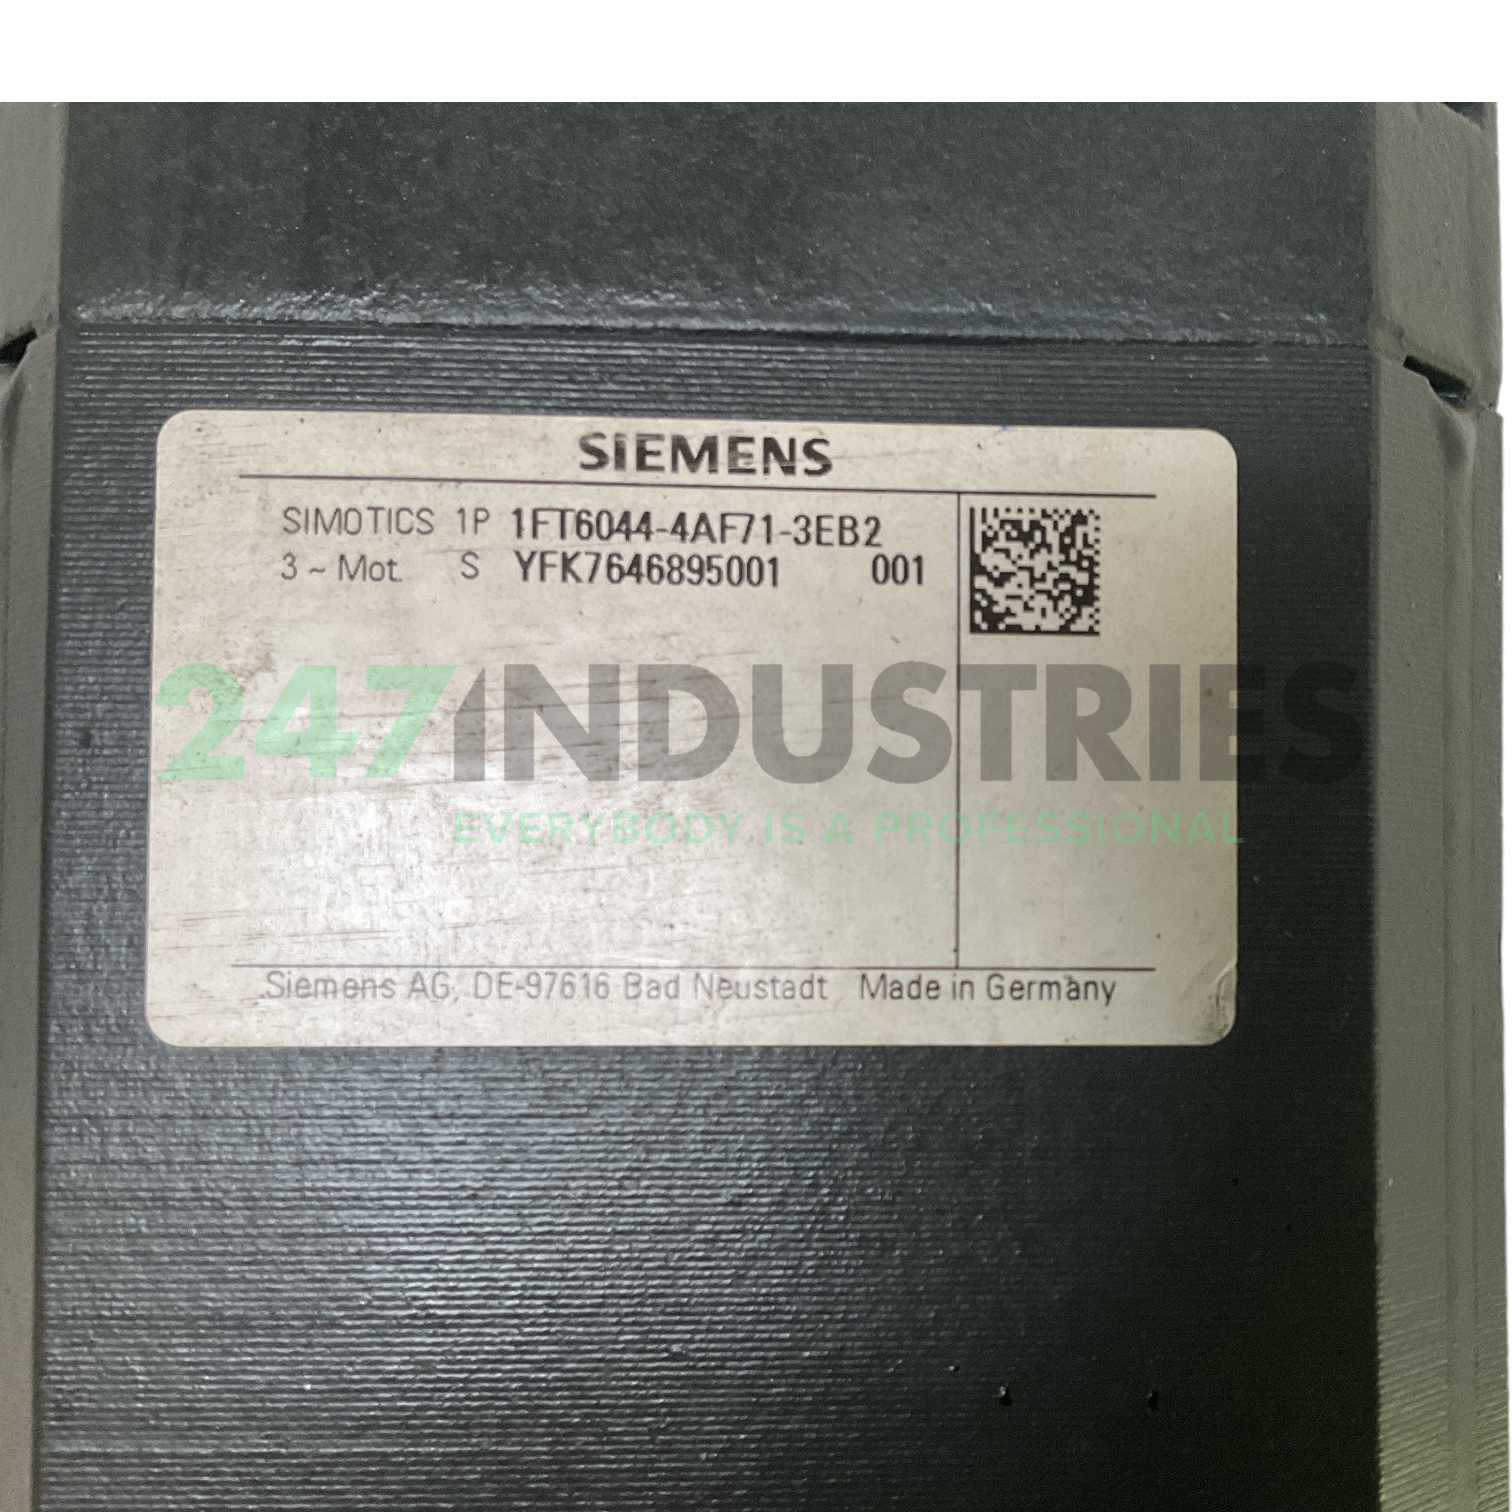 SIEMENS
SIMOTICS 1P 1FT6044-4AF71-3EB2
3 ~ Mot. S YFK7646895001 001
247INDUSTRIES
EVERYBODY IS A PROFESSIONAL
Siemens AG, DE-97616 Bad Neustadt Made in Germany